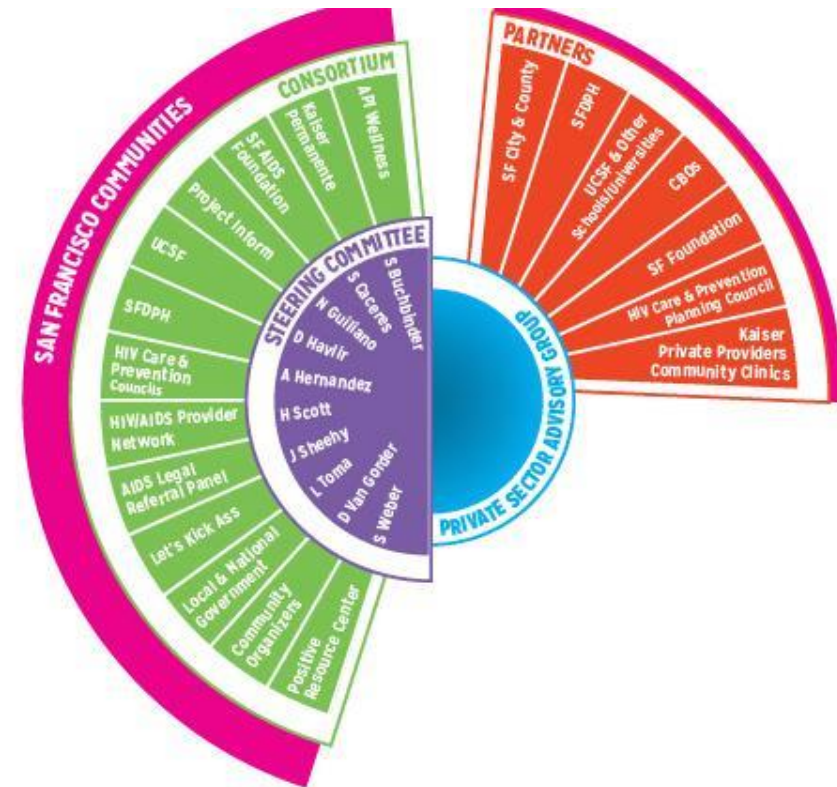 SAN FRANCISCO COMMUNITIES
CONSORTIUM
API Wellness
Kaiser
permanente
SF AIDS
Foundation
Project Inform
UCSF
SFDPH
HIV Care &
Prevention
Councils
HIV/AIDS Provider
Network
AIDS Legal
Referral Panel
Let's Kick Ass
Local & National
Government
Community
Organizers
Positive
Resource Center
STEERING COMMITTEE
S Buchbinder
S Caceres
N Guiliano
D Havlir
A Hernandez
H Scott
J Sheehy
L Toma
D Van Gorder
S Weber
PRIVATE SECTOR ADVISORY GROUP
PARTNERS
SF City & County
SFDPH
UCSF & Other
Schools/Universities
CBOs
SF Foundation
HIV Care & Prevention
Planning Council
Kaiser
Private Providers
Community Clinics